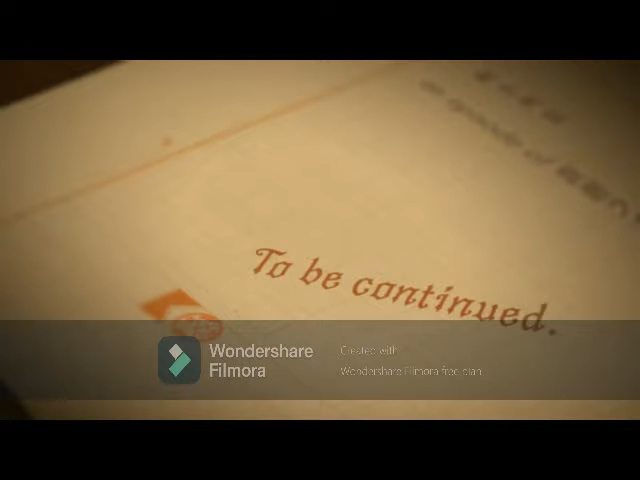 To be continued.
Wondershare
Filmora
Created with
Wondershare Filmora free plan